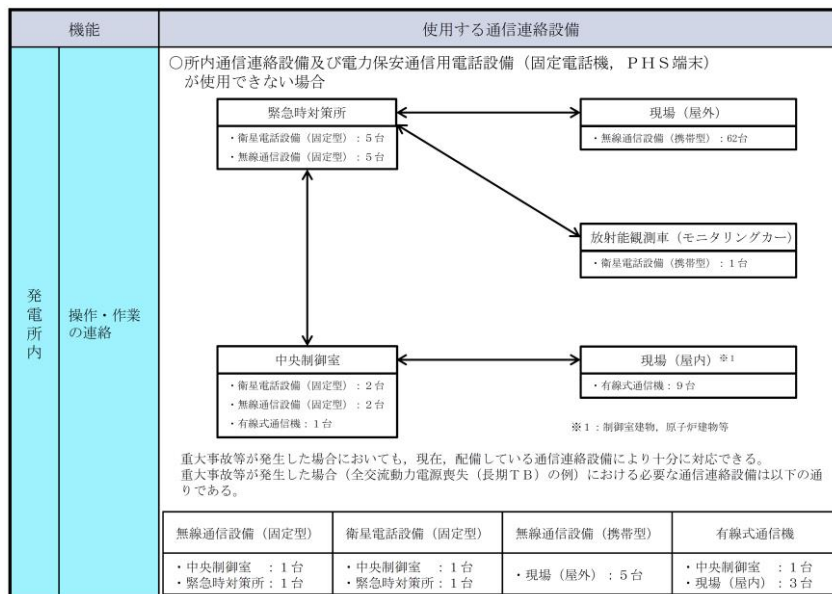 機能
使用する通信連絡設備
発電所内
操作・作業
の連絡
○所内通信連絡設備及び電力保安通信用電話設備（固定電話機，ＰＨＳ端末）
が使用できない場合
緊急時対策所
・衛星電話設備（固定型）：５台
・無線通信設備（固定型）：５台
現場（屋外）
・無線通信設備（携帯型）：62台
放射能観測車（モニタリングカー）
・衛星電話設備（携帯型）：１台
中央制御室
・衛星電話設備（固定型）：２台
・無線通信設備（固定型）：２台
・有線式通信機：１台
現場（屋内）※１
・有線式通信機：９台
※１：制御室建物，原子炉建物等
重大事故等が発生した場合においても，現在，配備している通信連絡設備により十分に対応できる。
重大事故等が発生した場合（全交流動力電源喪失（長期ＴＢ）の例）における必要な通信連絡設備は以下の通
りである。
無線通信設備（固定型）
衛星電話設備（固定型）
無線通信設備（携帯型）
有線式通信機
・中央制御室　：１台
・緊急時対策所：１台
・中央制御室　：１台
・緊急時対策所：１台
・現場（屋外）：５台
・中央制御室　：１台
・現場（屋内）：３台